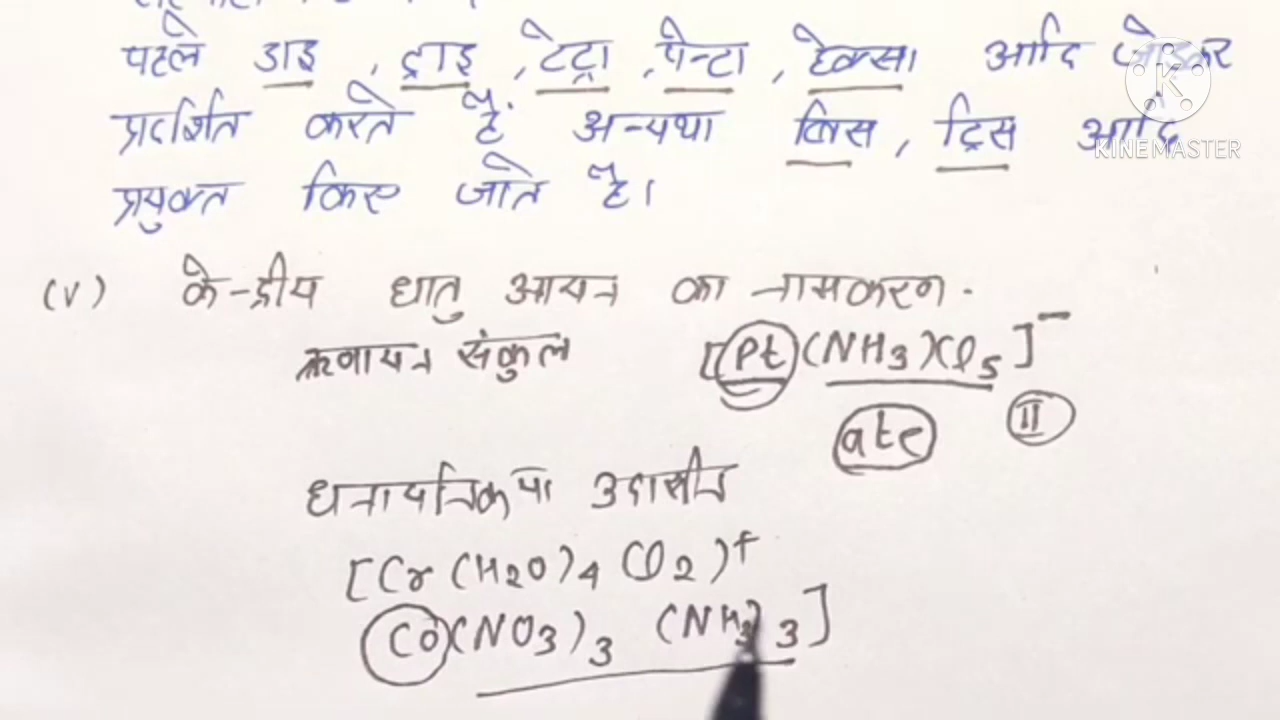 पहले डाइ, ट्राइ, टेट्रा, पेन्टा, हेक्सा आदि जोड़कर
प्रदर्शित करते हैं अन्यथा बिस, ट्रिस आदि
KINEMASTER
प्रयुक्त किए जाते है।
(V) केन्द्रीय धातु आयन का नामकरण.
ऋणायन संकुल [Pt(NH3)Cl5]⁻
ate II
धनायनिक या उदासीन
[Cr(H2O)4Cl2)+
Co(NO3)3 (NH3)3]